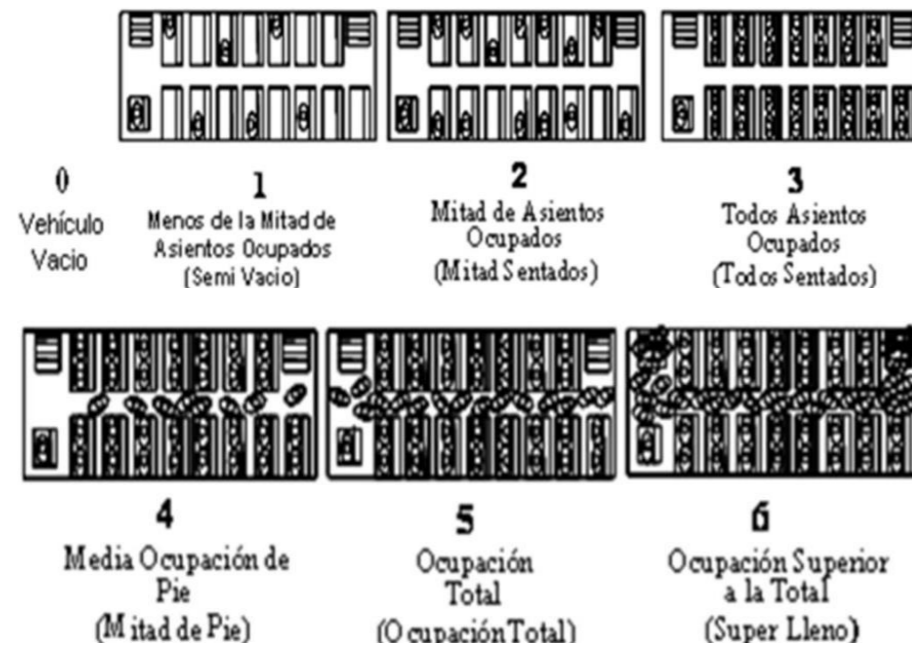 0
Vehículo
Vacio
1
Menos de la Mitad de
Asientos Ocupados
(Semi Vacio)
2
Mitad de Asientos
Ocupados
(Mitad Sentados)
3
Todos Asientos
Ocupados
(Todos Sentados)
4
Media Ocupación de
Pie
(Mitad de Pie)
5
Ocupación
Total
(Ocupación Total)
6
Ocupación Superior
a la Total
(Super Lleno)